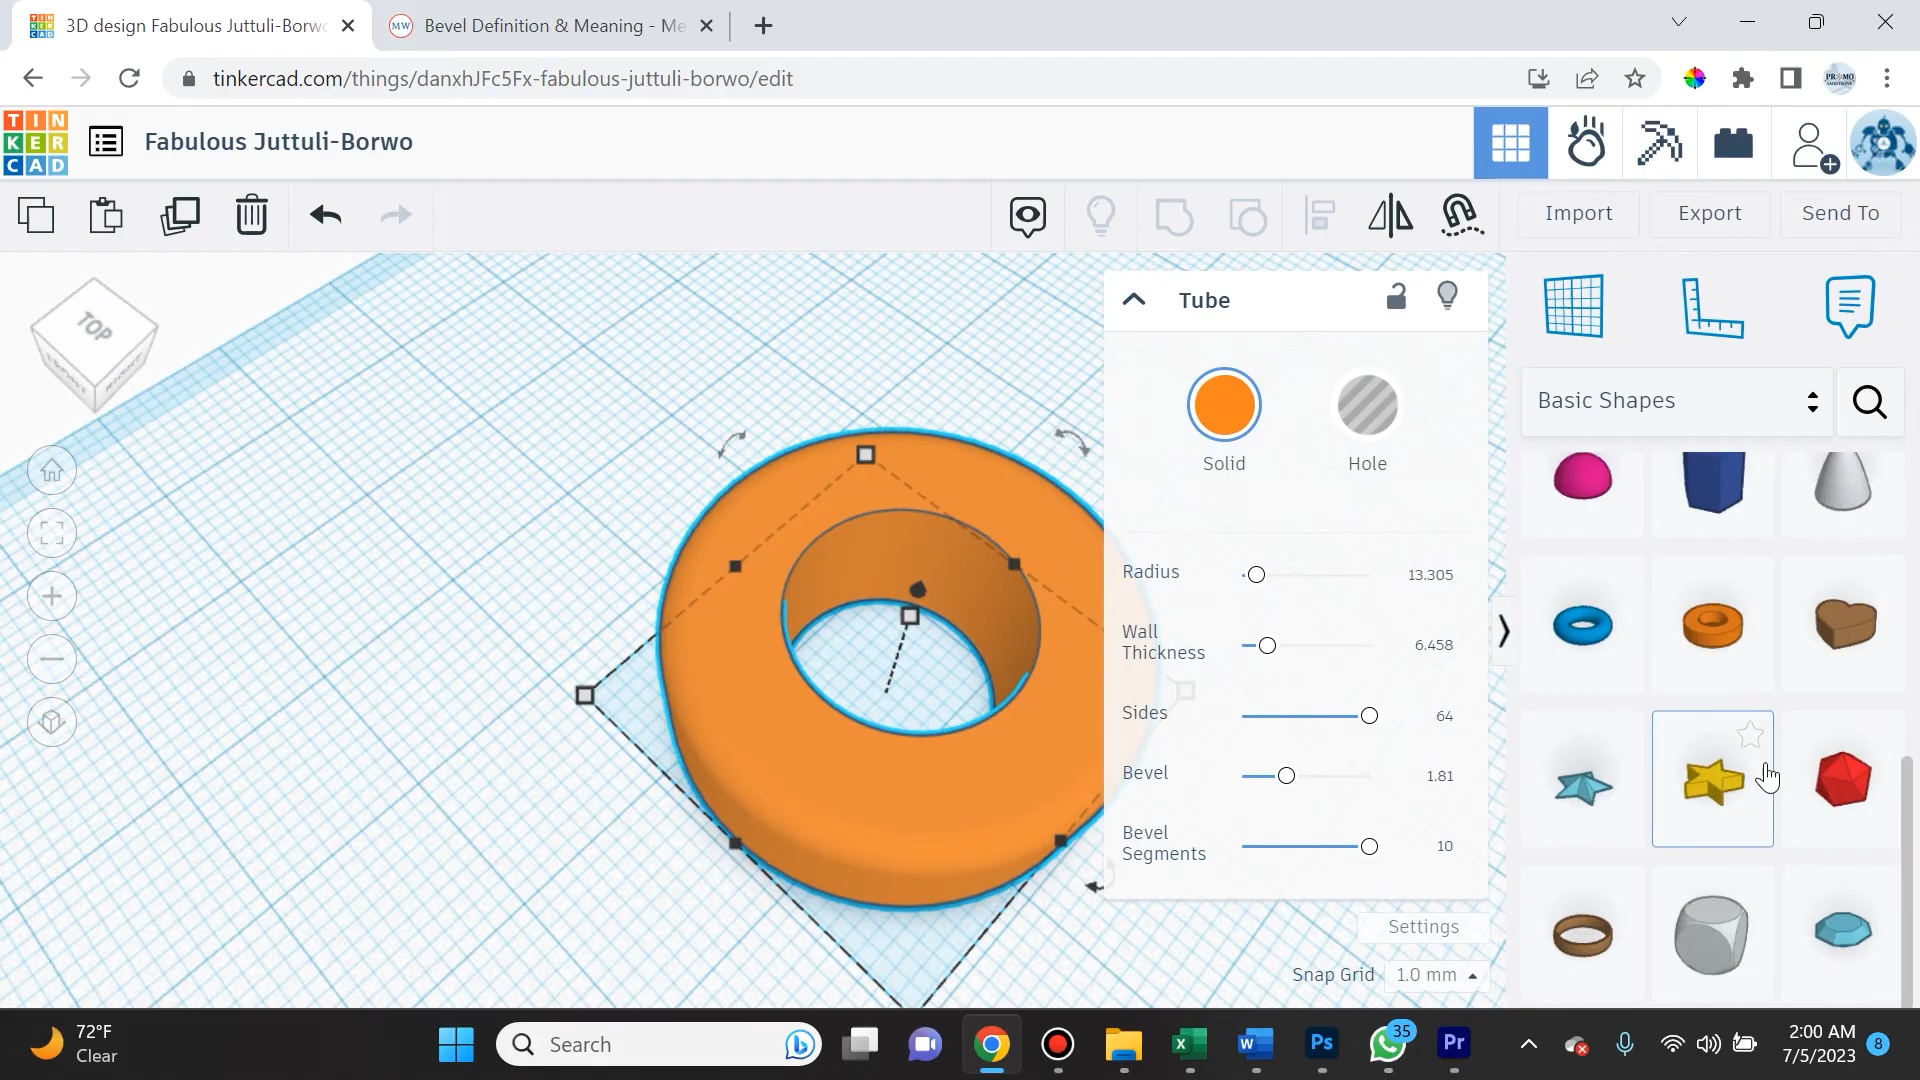 3D design Fabulous Juttuli-Borwo
MW
Bevel Definition & Meaning - Me
tinkercad.com/things/danxhJFc5Fx-fabulous-juttuli-borwo/edit
TIN
KER
CAD
Fabulous Juttuli-Borwo
Import
Export
Send To
TOP
Tube
Solid
Hole
Radius
13.305
Wall
Thickness
6.458
Sides
64
Bevel
1.81
Bevel
Segments
10
Settings
Snap Grid
1.0 mm
Basic Shapes
72°F
Clear
Search
35
2:00 AM
7/5/2023
8